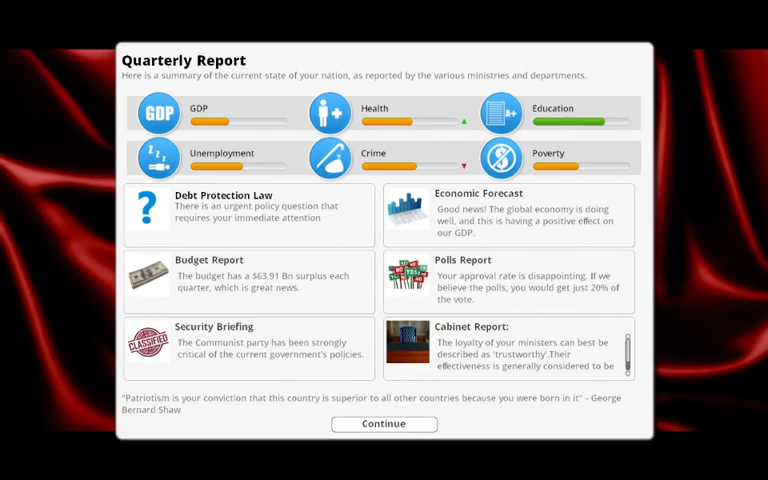 Quarterly Report
Here is a summary of the current state of your nation, as reported by the various ministries and departments.
GDP
GDP
Health
A+
Education
Unemployment
Crime
Poverty
Debt Protection Law
There is an urgent policy question that
requires your immediate attention
Economic Forecast
Good news! The global economy is doing
well, and this is having a positive effect on
our GDP.
Budget Report
The budget has a $63.91 Bn surplus each
quarter, which is great news.
Polls Report
Your approval rate is disappointing. If we
believe the polls, you would get just 20% of
the vote.
Security Briefing
The Communist party has been strongly
critical of the current government's policies.
CLASSIFIED
Cabinet Report:
The loyalty of your ministers can best be
described as 'trustworthy'.Their
effectiveness is generally considered to be
"Patriotism is your conviction that this country is superior to all other countries because you were born in it" - George
Bernard Shaw
Continue